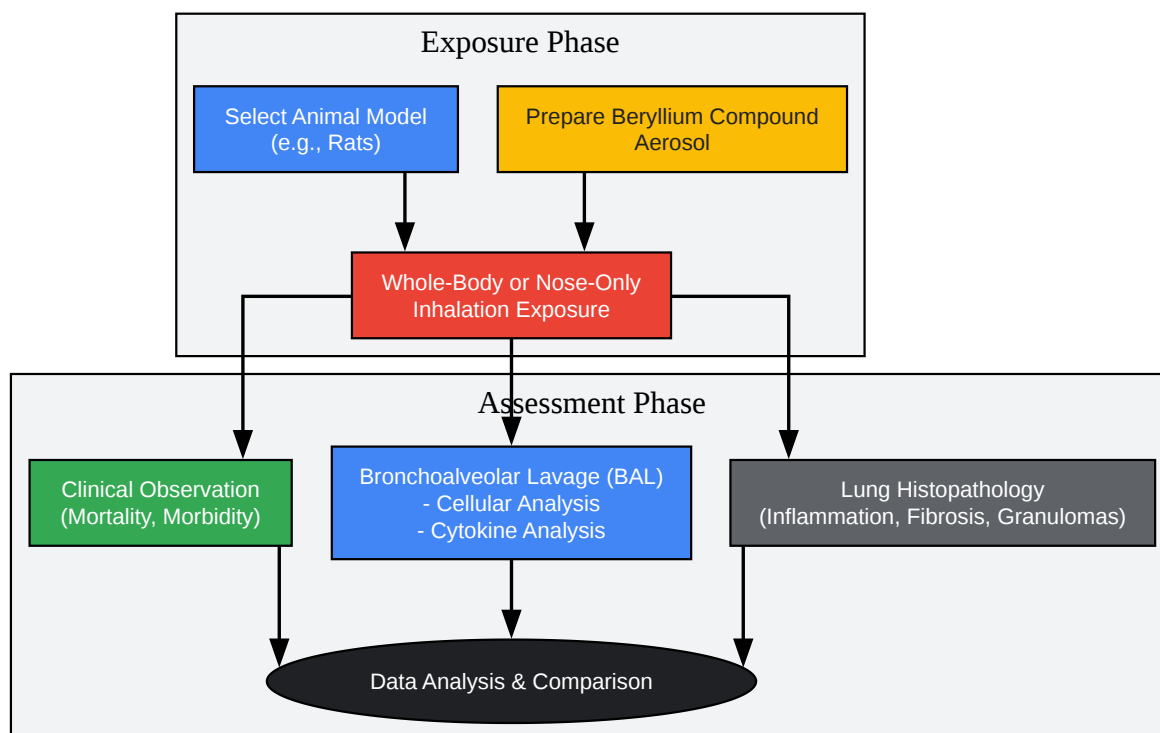 Exposure Phase
Select Animal Model
(e.g., Rats)
Prepare Beryllium Compound
Aerosol
Whole-Body or Nose-Only
Inhalation Exposure
Assessment Phase
Clinical Observation
(Mortality, Morbidity)
Bronchoalveolar Lavage (BAL)
- Cellular Analysis
- Cytokine Analysis
Lung Histopathology
(Inflammation, Fibrosis, Granulomas)
Data Analysis & Comparison